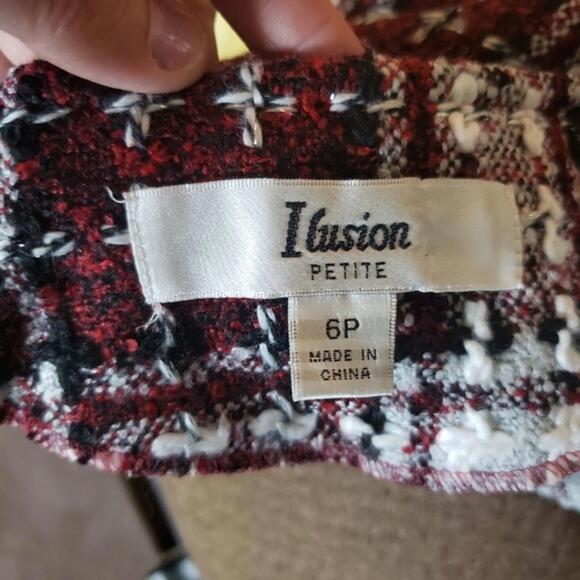 Ilusion
PETITE
6P
MADE IN
CHINA